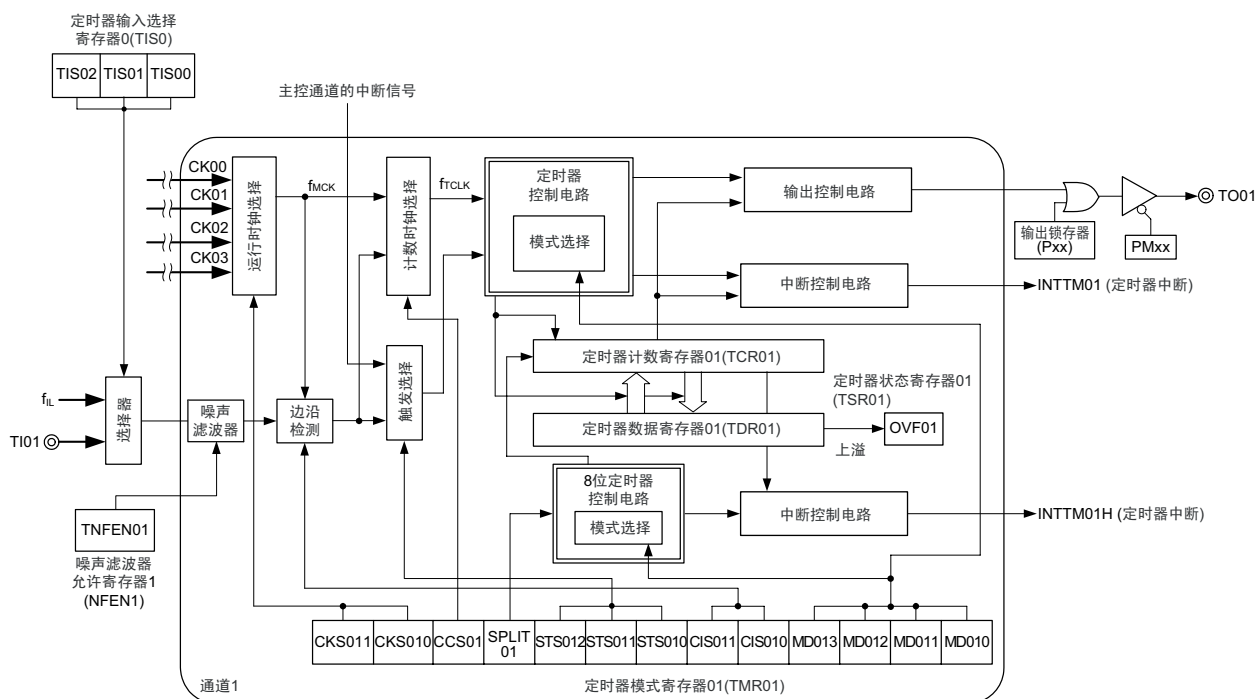 定时器输入选择
寄存器0(TIS0)
TIS02 TIS01 TIS00
主控通道的中断信号
CK00
CK01
CK02
CK03
运行时钟选择
fMCK
计数时钟选择
fTCLK
定时器
控制电路
模式选择
输出控制电路
输出锁存器
(Pxx)
PMxx
TO01
中断控制电路
INTTM01 (定时器中断)
定时器计数寄存器01(TCR01)
触发选择
定时器状态寄存器01
(TSR01)
fIL
TI01
选择器
噪声
滤波器
边沿
检测
定时器数据寄存器01(TDR01)
OVF01
上溢
8位定时器
控制电路
模式选择
中断控制电路
INTTM01H (定时器中断)
TNFEN01
噪声滤波器
允许寄存器1
(NFEN1)
CKS011 CKS010 CCS01 SPLIT
01 STS012 STS011 STS010 CIS011 CIS010 MD013 MD012 MD011 MD010
通道1
定时器模式寄存器01(TMR01)